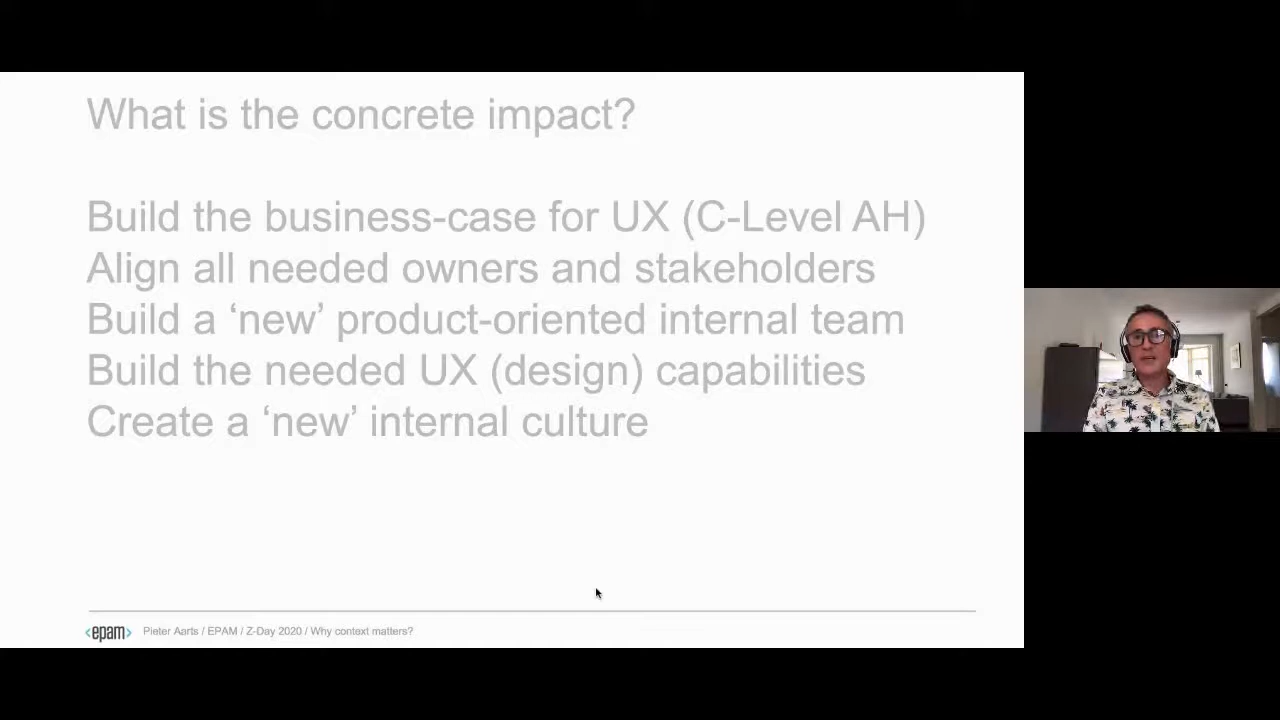 What is the concrete impact?
Build the business-case for UX (C-Level AH)
Align all needed owners and stakeholders
Build a ‘new’ product-oriented internal team
Build the needed UX (design) capabilities
Create a ‘new’ internal culture
<epam> Pieter Aarts / EPAM / Z-Day 2020 / Why context matters?